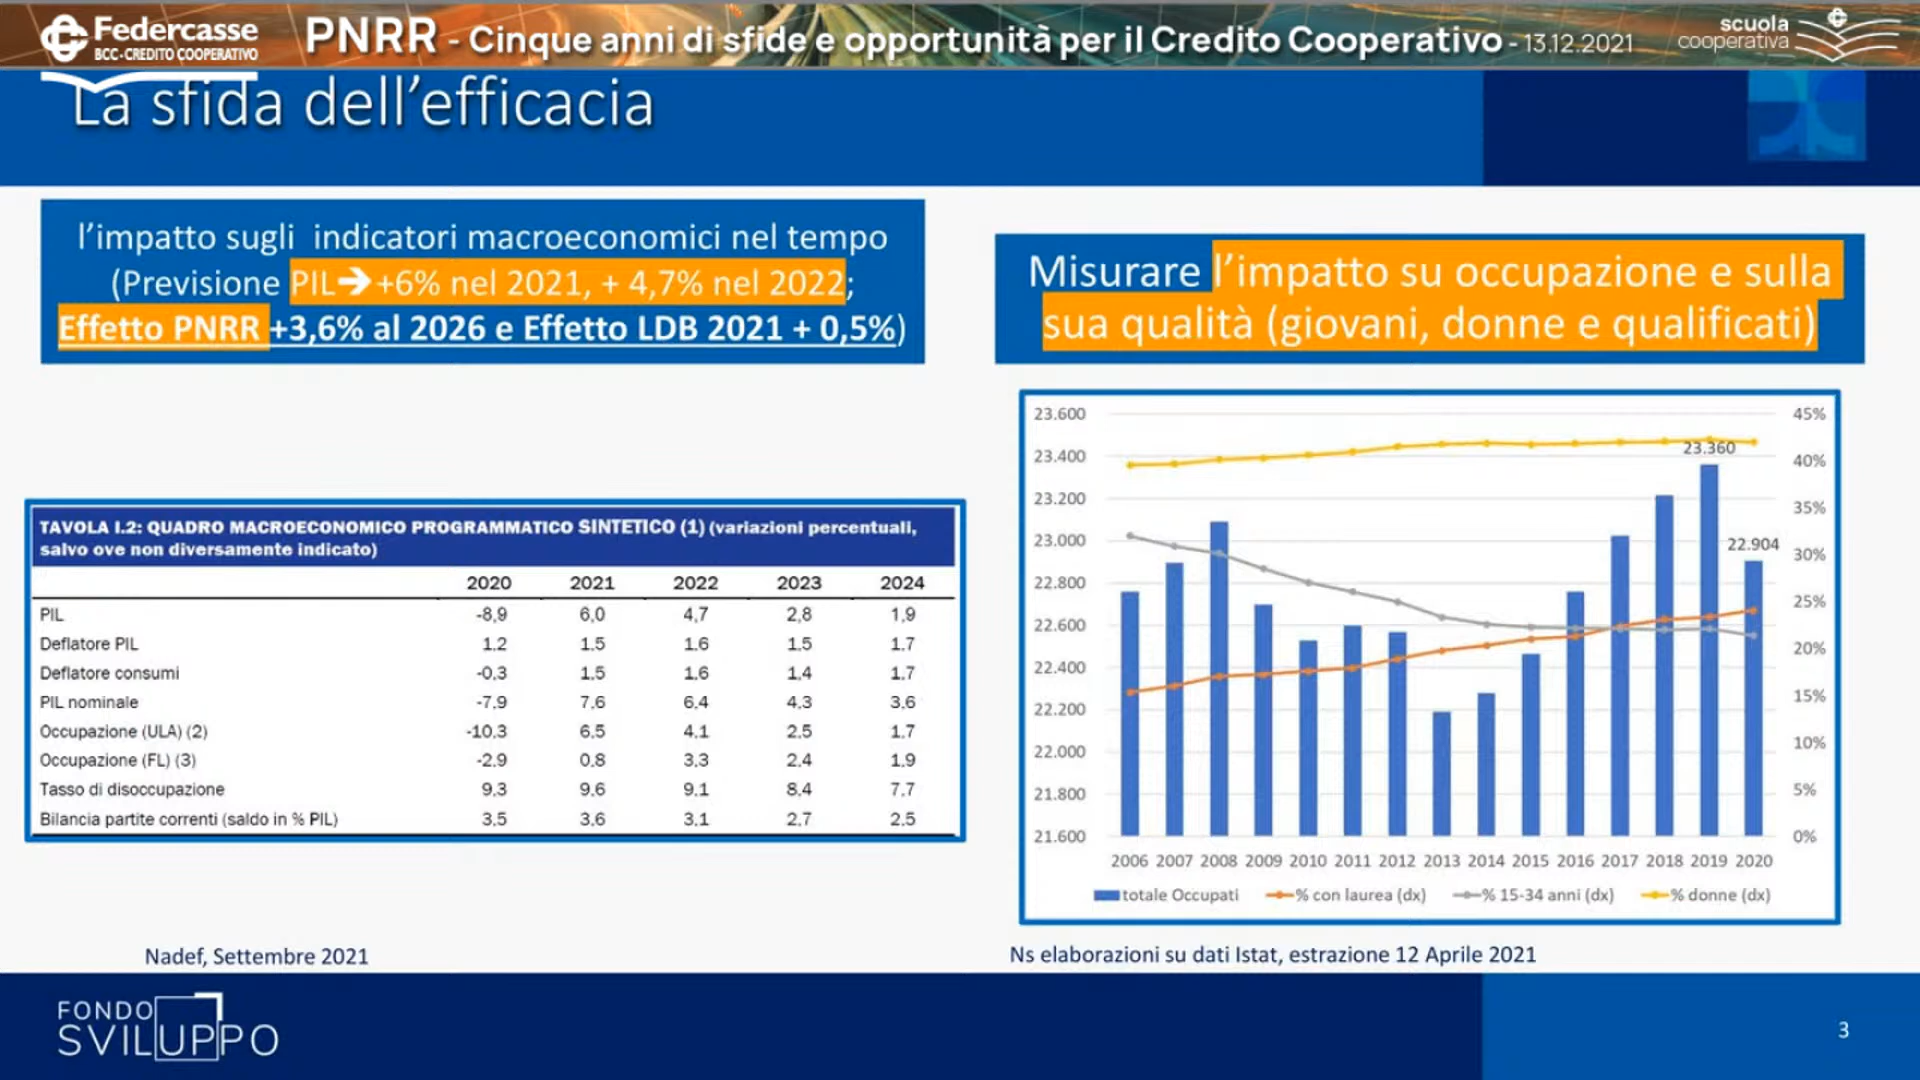 Federcasse
BCC-CREDITO COOPERATIVO
PNRR - Cinque anni di sfide e opportunità per il Credito Cooperativo - 13.12.2021
scuola
cooperativa
La sfida dell’efficacia
l’impatto sugli indicatori macroeconomici nel tempo
(Previsione PIL➔+6% nel 2021, + 4,7% nel 2022;
Effetto PNRR +3,6% al 2026 e Effetto LDB 2021 + 0,5%)
TAVOLA I.2: QUADRO MACROECONOMICO PROGRAMMATICO SINTETICO (1) (variazioni percentuali,
salvo ove non diversamente indicato)
2020 2021 2022 2023 2024
PIL -8,9 6,0 4,7 2,8 1,9
Deflatore PIL 1,2 1,5 1,6 1,5 1,7
Deflatore consumi -0,3 1,5 1,6 1,4 1,7
PIL nominale -7,9 7,6 6,4 4,3 3,6
Occupazione (ULA) (2) -10,3 6,5 4,1 2,5 1,7
Occupazione (FL) (3) -2,9 0,8 3,3 2,4 1,9
Tasso di disoccupazione 9,3 9,6 9,1 8,4 7,7
Bilancia partite correnti (saldo in % PIL) 3,5 3,6 3,1 2,7 2,5
Nadef, Settembre 2021
Misurare l’impatto su occupazione e sulla
sua qualità (giovani, donne e qualificati)
23.600 45%
23.400 40%
23.200 35%
23.000 30%
22.800 25%
22.600 20%
22.400 15%
22.200 10%
22.000 5%
21.800 0%
21.600
23.360
22.904
2006 2007 2008 2009 2010 2011 2012 2013 2014 2015 2016 2017 2018 2019 2020
totale Occupati % con laurea (dx) % 15-34 anni (dx) % donne (dx)
Ns elaborazioni su dati Istat, estrazione 12 Aprile 2021
FONDO
SVILUPPO
3